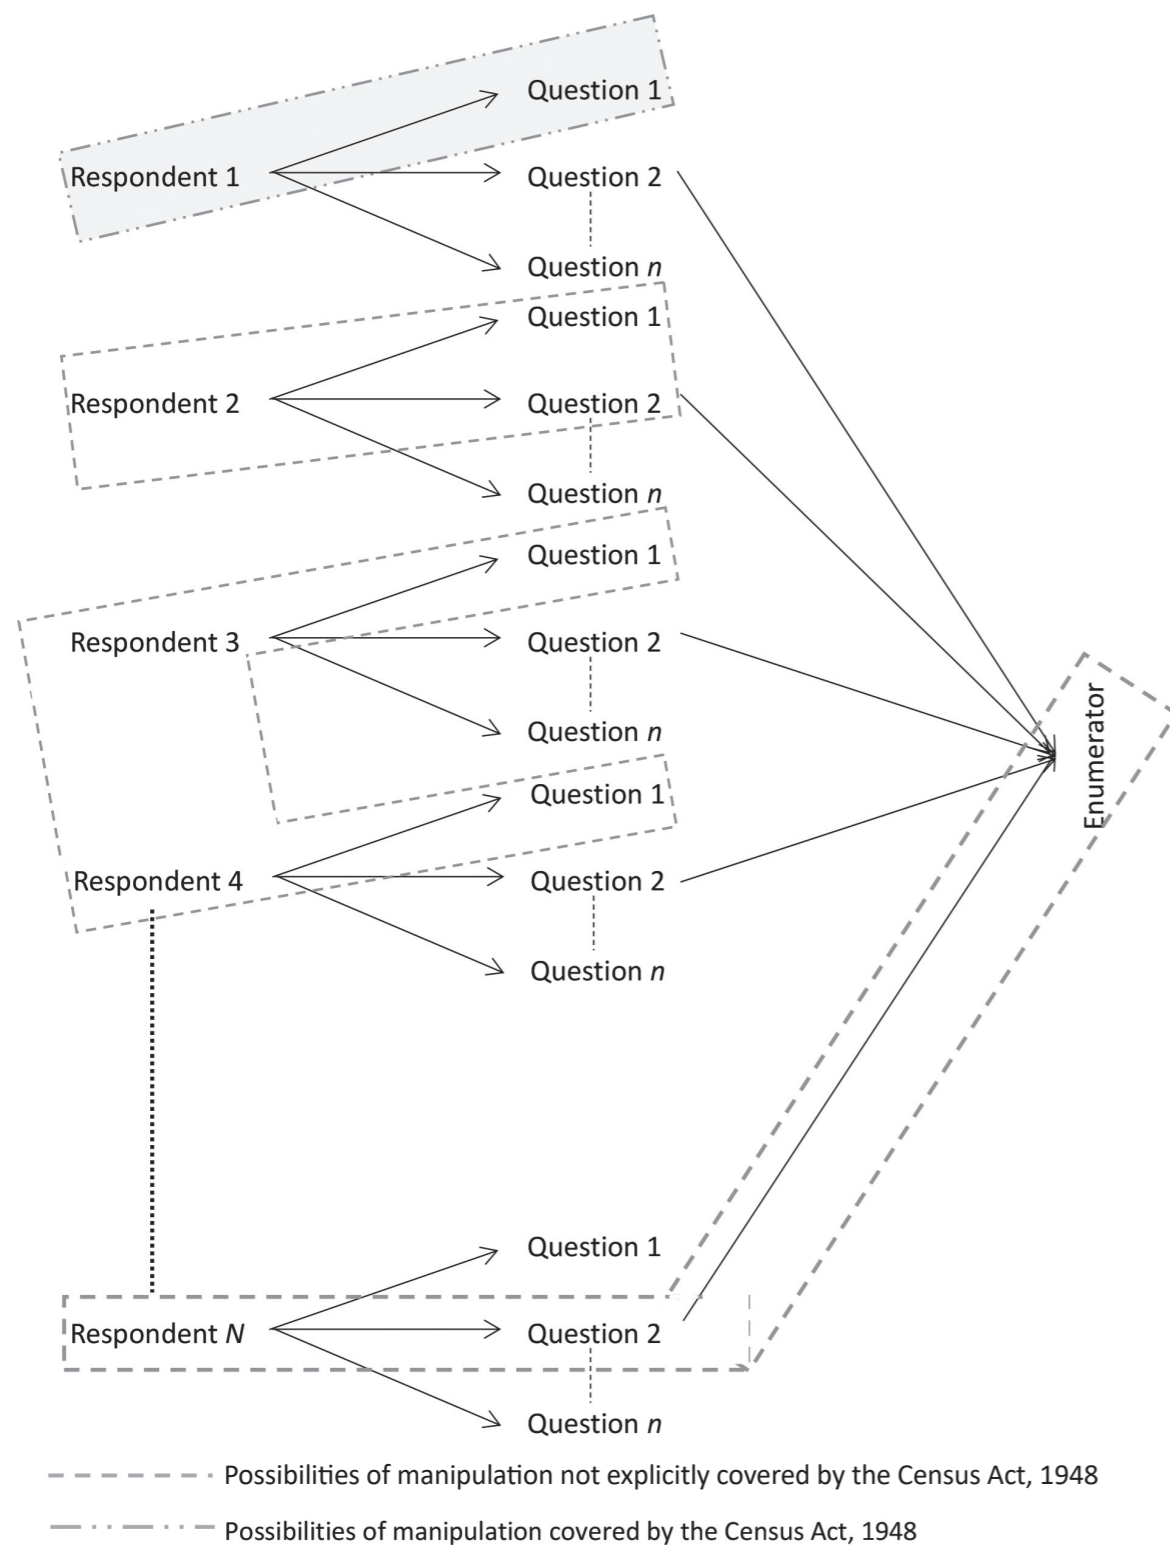 Question 1
Respondent 1
Question 2
Question n
Question 1
Respondent 2
Question 2
Question n
Question 1
Respondent 3
Question 2
Question n
Question 1
Respondent 4
Question 2
Question n
Enumerator
Question 1
Respondent N
Question 2
Question n
Possibilities of manipulation not explicitly covered by the Census Act, 1948
Possibilities of manipulation covered by the Census Act, 1948